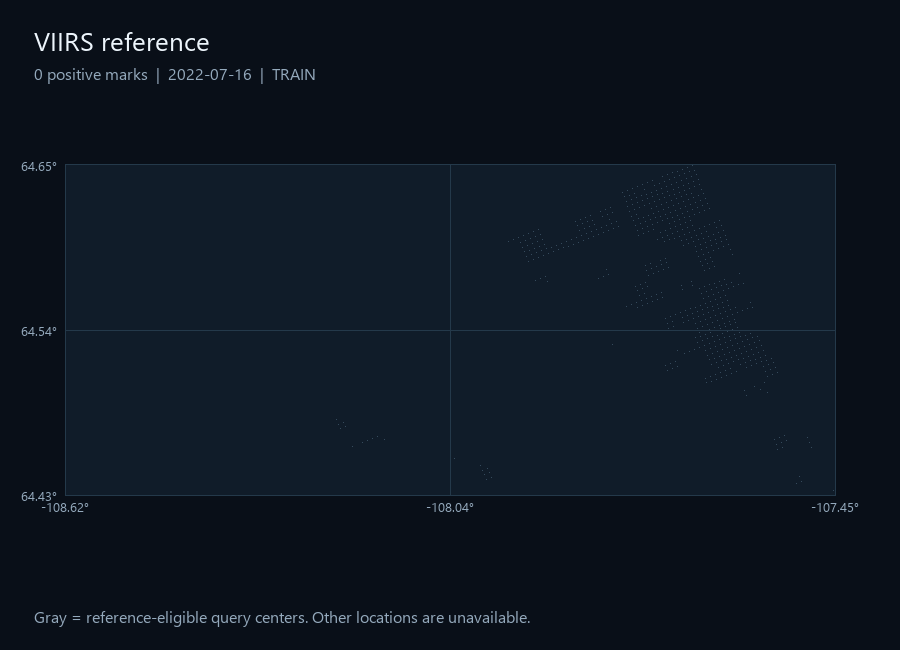 VIIRS reference
0 positive marks | 2022-07-16 | TRAIN
64.65°
64.54°
64.43°
-108.62°
-108.04°
-107.45°
Gray = reference-eligible query centers. Other locations are unavailable.